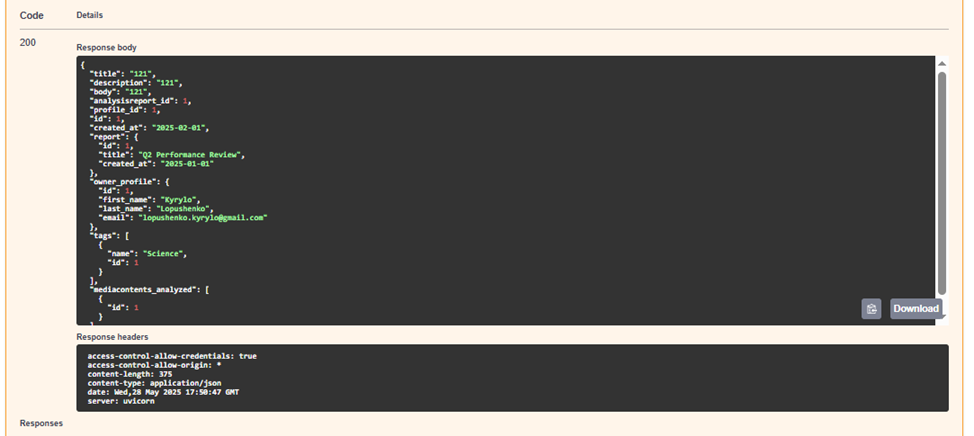 Code Details
200
Response body
{
  "title": "121",
  "description": "121",
  "body": "121",
  "analysisreport_id": 1,
  "profile_id": 1,
  "id": 1,
  "created_at": "2025-02-01",
  "report": {
    "id": 1,
    "title": "Q2 Performance Review",
    "created_at": "2025-01-01"
  },
  "owner_profile": {
    "id": 1,
    "first_name": "Kyrylo",
    "last_name": "Lopushenko",
    "email": "lopushenko.kyrylo@gmail.com"
  },
  "tags": [
    {
      "name": "Science",
      "id": 1
    }
  ],
  "mediacontents_analyzed": [
    {
      "id": 1
    }
  ]
Download
Response headers
access-control-allow-credentials: true
access-control-allow-origin: *
content-length: 375
content-type: application/json
date: Wed,28 May 2025 17:50:47 GMT
server: uvicorn
Responses